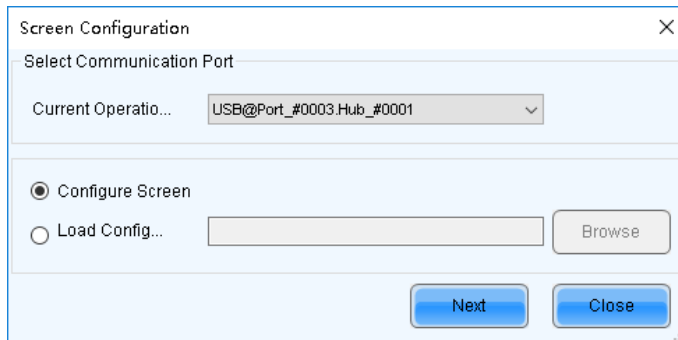 Screen Configuration
Select Communication Port
Current Operatio... USB@Port_#0003.Hub_#0001
Configure Screen
Load Config... Browse
Next Close